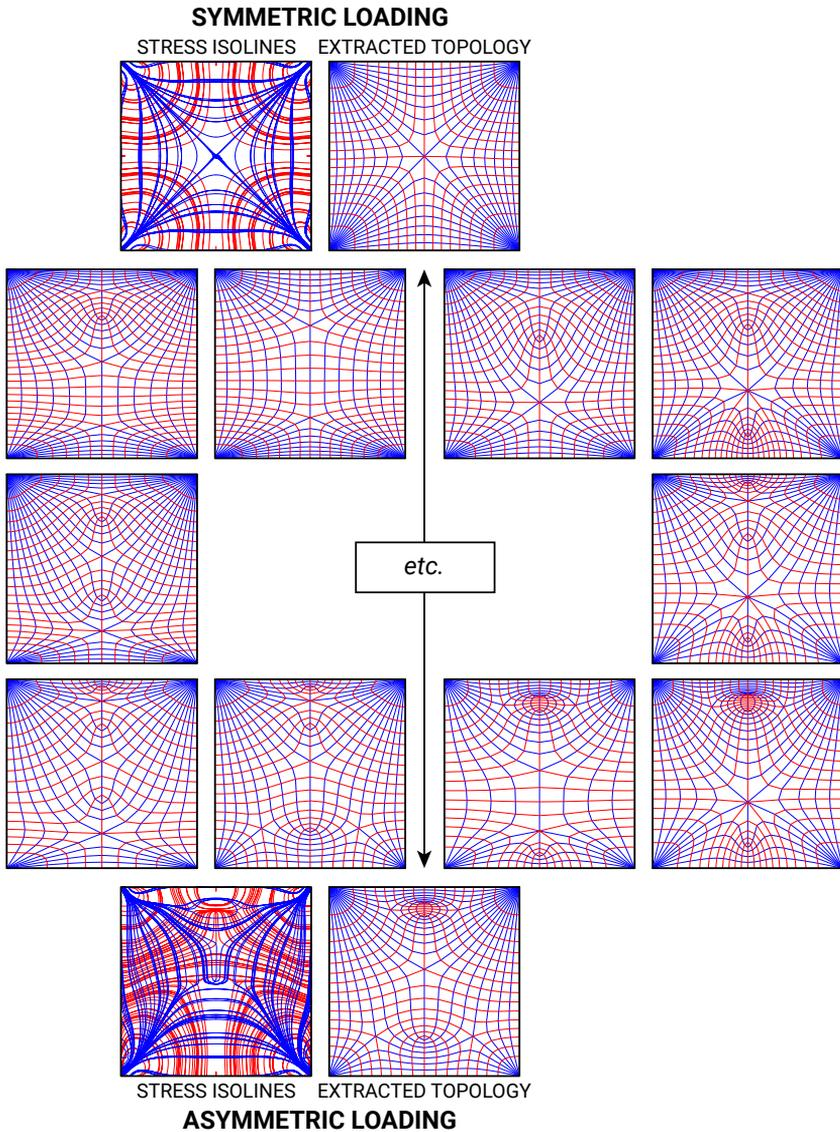 SYMMETRIC LOADING
STRESS ISOLINES EXTRACTED TOPOLOGY
etc.
STRESS ISOLINES EXTRACTED TOPOLOGY
ASYMMETRIC LOADING